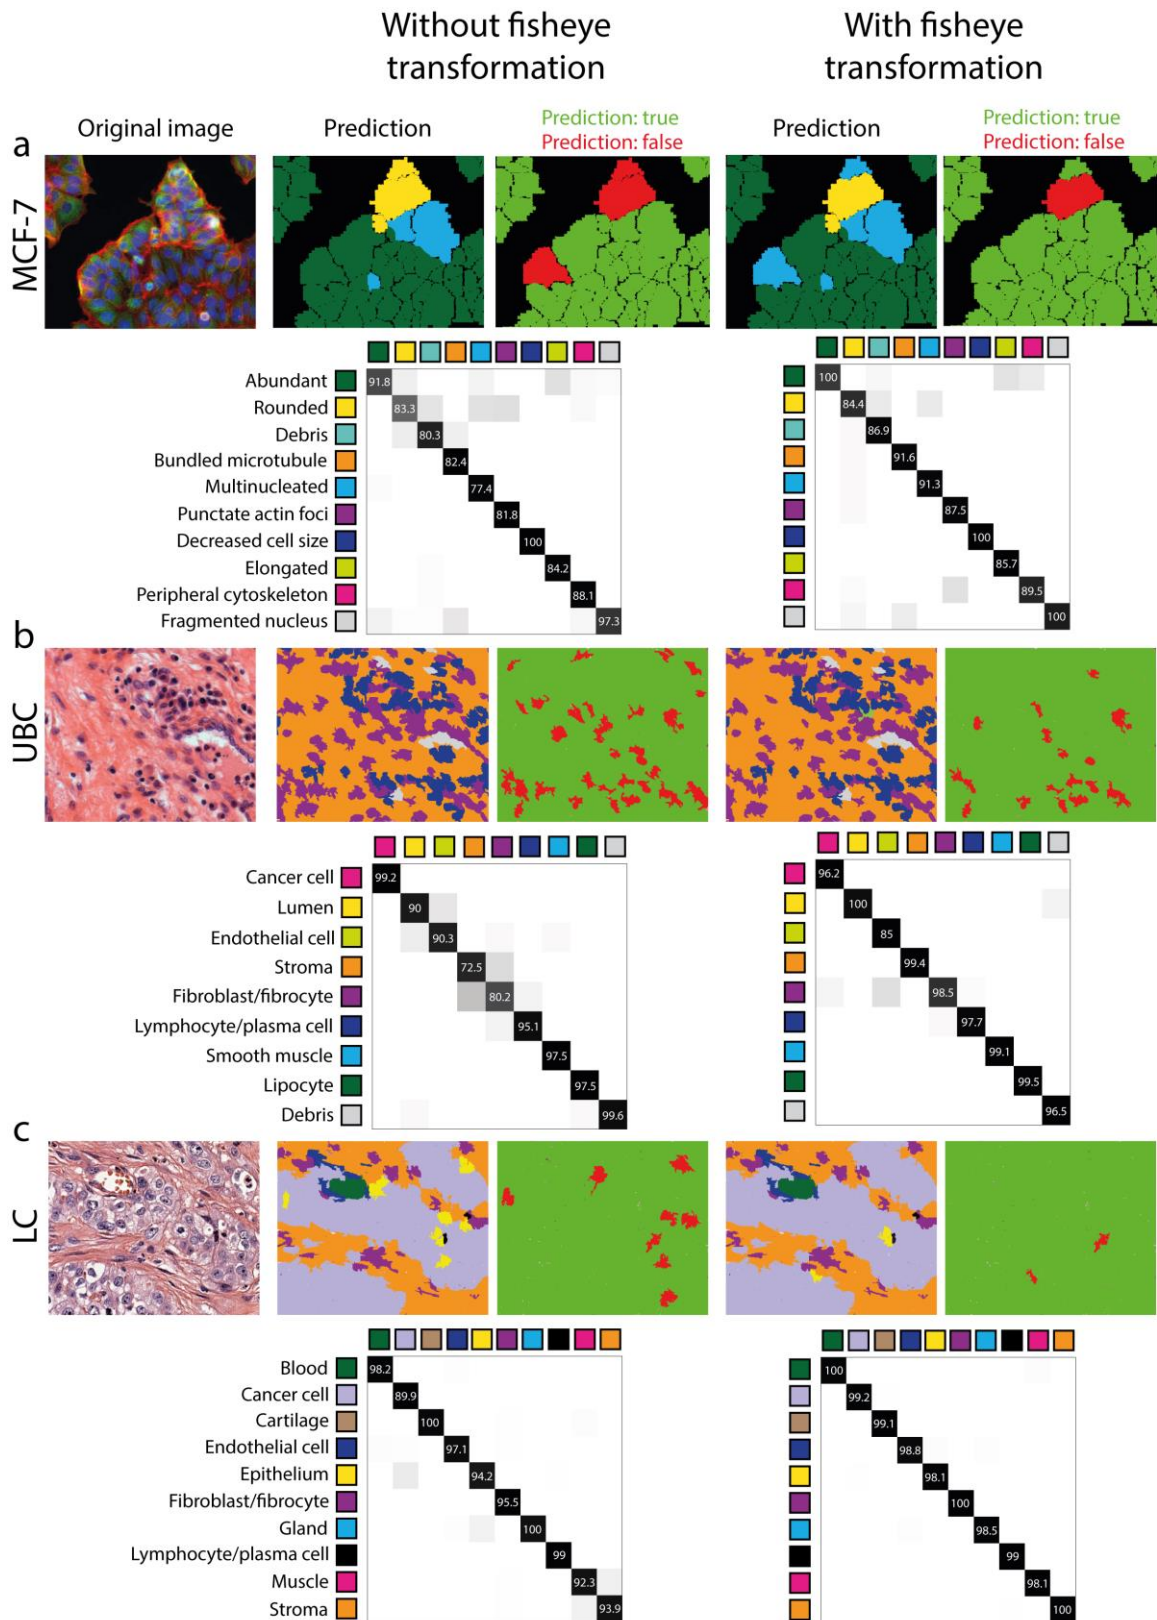 Without fisheye
transformation
With fisheye
transformation
Original image
Prediction
Prediction: true
Prediction: false
Prediction
Prediction: true
Prediction: false
a
MCF-7
Abundant
Rounded
Debris
Bundled microtubule
Multinucleated
Punctate actin foci
Decreased cell size
Elongated
Peripheral cytoskeleton
Fragmented nucleus
91.8
83.3
80.3
82.4
77.4
81.8
100
84.2
88.1
97.3
100
84.4
86.9
91.6
91.3
87.5
100
85.7
89.5
100
b
UBC
Cancer cell
Lumen
Endothelial cell
Stroma
Fibroblast/fibrocyte
Lymphocyte/plasma cell
Smooth muscle
Lipocyte
Debris
99.2
90
90.3
72.5
80.2
95.1
97.5
97.5
99.6
96.2
100
85
99.4
98.5
97.7
99.1
99.5
96.5
c
LC
Blood
Cancer cell
Cartilage
Endothelial cell
Epithelium
Fibroblast/fibrocyte
Gland
Lymphocyte/plasma cell
Muscle
Stroma
98.2
89.9
100
97.1
94.2
95.5
100
99
92.3
93.9
100
99.2
99.1
98.8
98.1
100
98.5
99
98.1
100